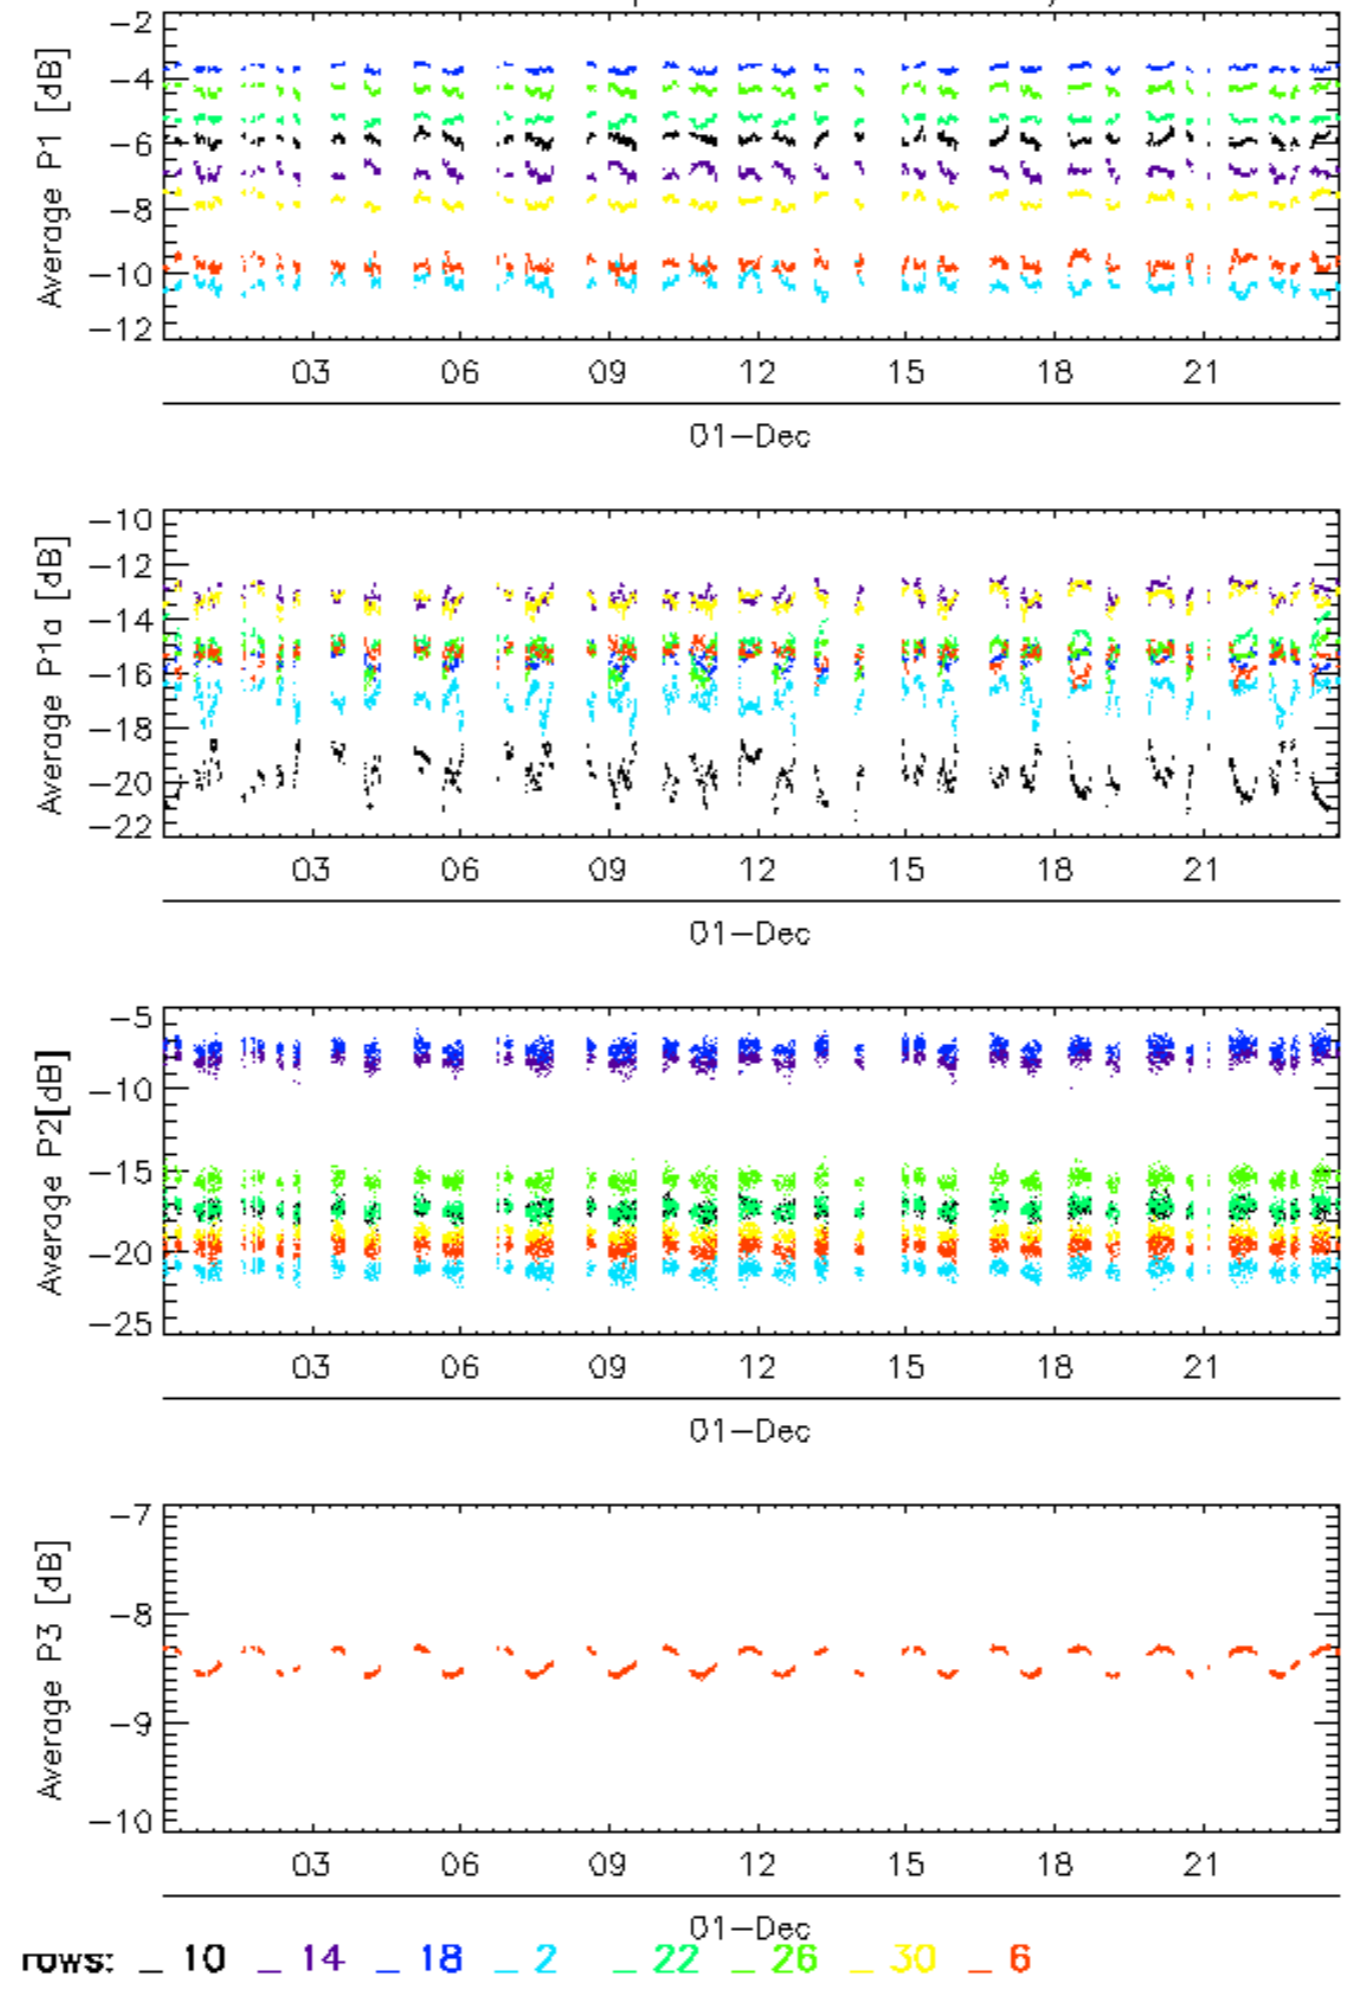 Average P1 [dB]
−2
−4
−6
−8
−10
−12
03 06 09 12 15 18 21
01−Dec
Average P1a [dB]
−10
−12
−14
−16
−18
−20
−22
03 06 09 12 15 18 21
01−Dec
Average P2[dB]
−5
−10
−15
−20
−25
03 06 09 12 15 18 21
01−Dec
Average P3 [dB]
−7
−8
−9
−10
03 06 09 12 15 18 21
01−Dec
rows: _ 10 _ 14 _ 18 _ 2 _ 22 _ 26 _ 30 _ 6